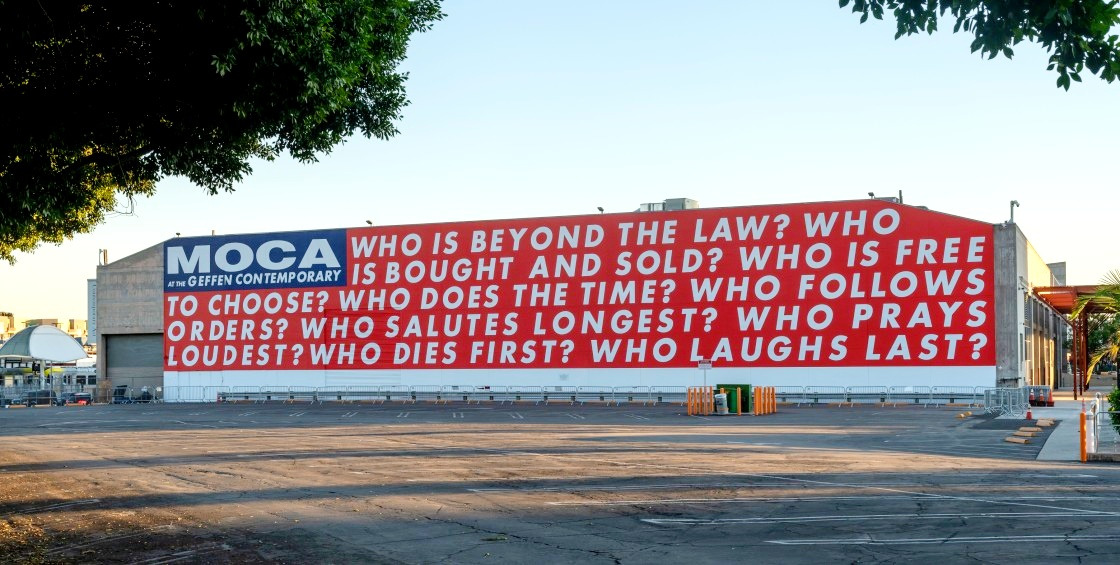 MOCA
AT THE GEFFEN CONTEMPORARY
WHO IS BEYOND THE LAW? WHO
IS BOUGHT AND SOLD? WHO IS FREE
TO CHOOSE? WHO DOES THE TIME? WHO FOLLOWS
ORDERS? WHO SALUTES LONGEST? WHO PRAYS
LOUDEST? WHO DIES FIRST? WHO LAUGHS LAST?